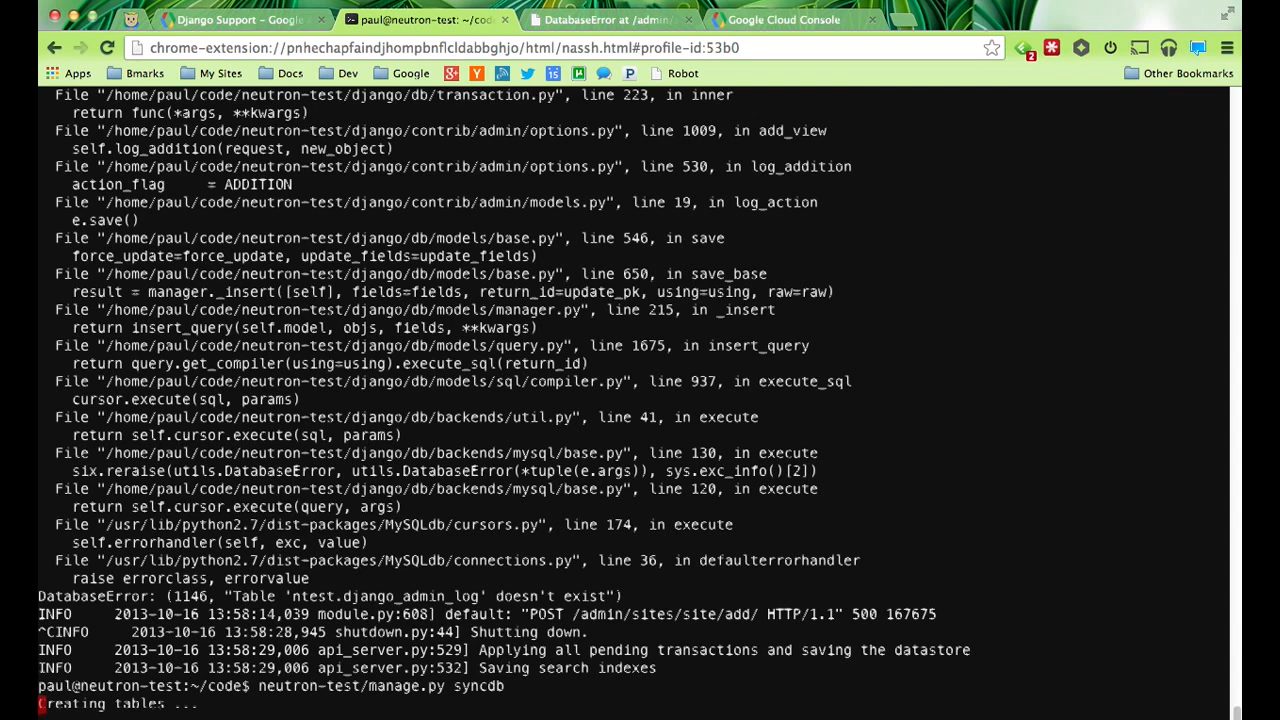 Django Support - Google
paul@neutron-test: ~/cod
DatabaseError at /admin/
Google Cloud Console
chrome-extension://pnhechapfaindjhompbnflcldabbghjo/html/nassh.html#profile-id:53b0
2
Apps Bmarks My Sites Docs Dev Google Robot Other Bookmarks
File "/home/paul/code/neutron-test/django/db/transaction.py", line 223, in inner
return func(*args, **kwargs)
File "/home/paul/code/neutron-test/django/contrib/admin/options.py", line 1009, in add_view
self.log_addition(request, new_object)
File "/home/paul/code/neutron-test/django/contrib/admin/options.py", line 530, in log_addition
action_flag     = ADDITION
File "/home/paul/code/neutron-test/django/contrib/admin/models.py", line 19, in log_action
e.save()
File "/home/paul/code/neutron-test/django/db/models/base.py", line 546, in save
force_update=force_update, update_fields=update_fields)
File "/home/paul/code/neutron-test/django/db/models/base.py", line 650, in save_base
result = manager._insert([self], fields=fields, return_id=update_pk, using=using, raw=raw)
File "/home/paul/code/neutron-test/django/db/models/manager.py", line 215, in _insert
return insert_query(self.model, objs, fields, **kwargs)
File "/home/paul/code/neutron-test/django/db/models/query.py", line 1675, in insert_query
return query.get_compiler(using=using).execute_sql(return_id)
File "/home/paul/code/neutron-test/django/db/models/sql/compiler.py", line 937, in execute_sql
cursor.execute(sql, params)
File "/home/paul/code/neutron-test/django/db/backends/util.py", line 41, in execute
return self.cursor.execute(sql, params)
File "/home/paul/code/neutron-test/django/db/backends/mysql/base.py", line 130, in execute
six.reraise(utils.DatabaseError, utils.DatabaseError(*tuple(e.args)), sys.exc_info()[2])
File "/home/paul/code/neutron-test/django/db/backends/mysql/base.py", line 120, in execute
return self.cursor.execute(query, args)
File "/usr/lib/python2.7/dist-packages/MySQLdb/cursors.py", line 174, in execute
self.errorhandler(self, exc, value)
File "/usr/lib/python2.7/dist-packages/MySQLdb/connections.py", line 36, in defaulterrorhandler
raise errorclass, errorvalue
DatabaseError: (1146, "Table 'ntest.django_admin_log' doesn't exist")
INFO     2013-10-16 13:58:14,039 module.py:608] default: "POST /admin/sites/site/add/ HTTP/1.1" 500 167675
^CINFO     2013-10-16 13:58:28,945 shutdown.py:44] Shutting down.
INFO     2013-10-16 13:58:29,006 api_server.py:529] Applying all pending transactions and saving the datastore
INFO     2013-10-16 13:58:29,006 api_server.py:532] Saving search indexes
paul@neutron-test:~/code$ neutron-test/manage.py syncdb
Creating tables ...